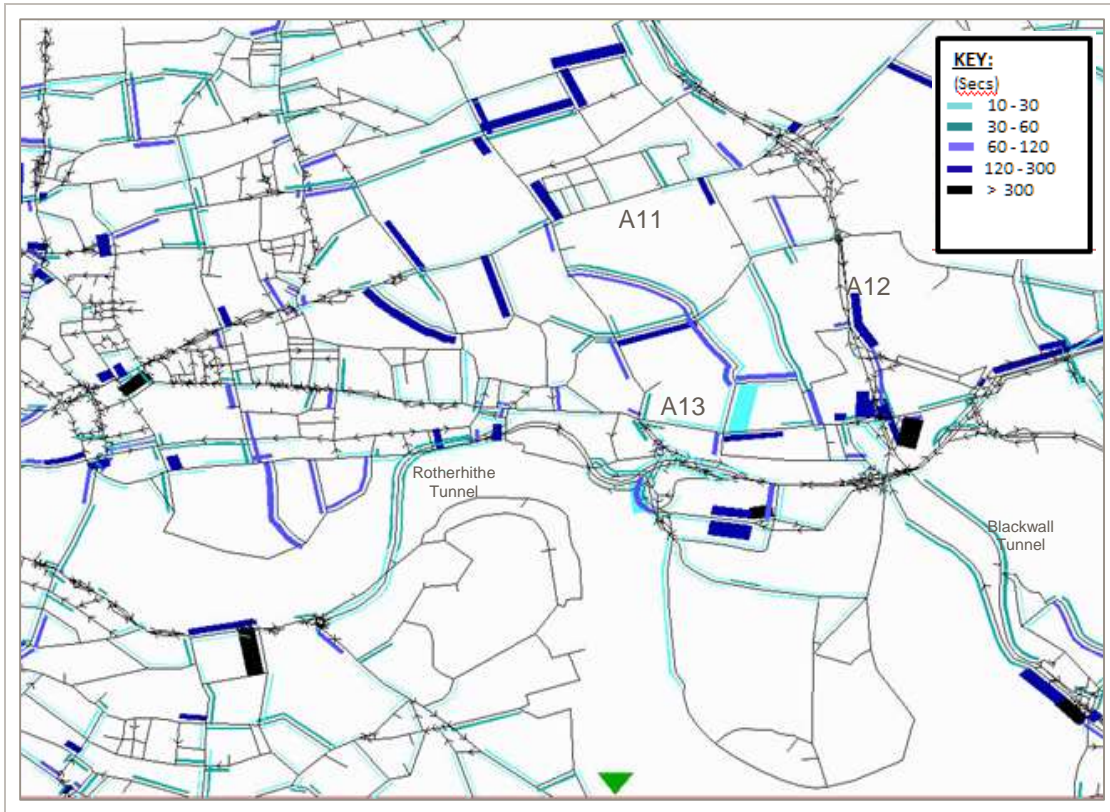 KEY:
(Secs)
10 - 30
30 - 60
60 - 120
120 - 300
> 300
A11
A12
A13
Rotherhithe
Tunnel
Blackwall
Tunnel